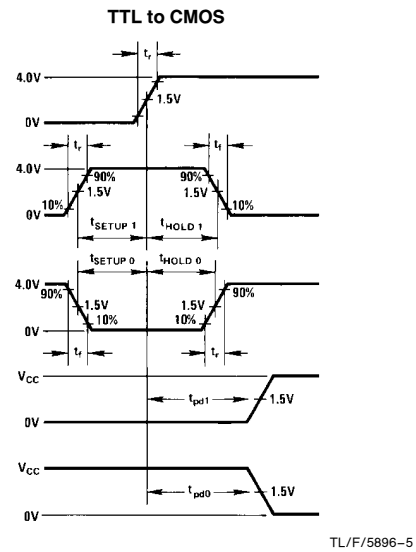 TTL to CMOS
tr
4.0V
1.5V
0V
tr
tf
4.0V
90%
90%
1.5V
1.5V
10%
10%
0V
tSETUP 1
tHOLD 1
tSETUP 0
tHOLD 0
4.0V
90%
90%
1.5V
1.5V
10%
10%
0V
tf
tr
VCC
tpd1
1.5V
0V
VCC
tpd0
1.5V
0V
TL/F/5896–5